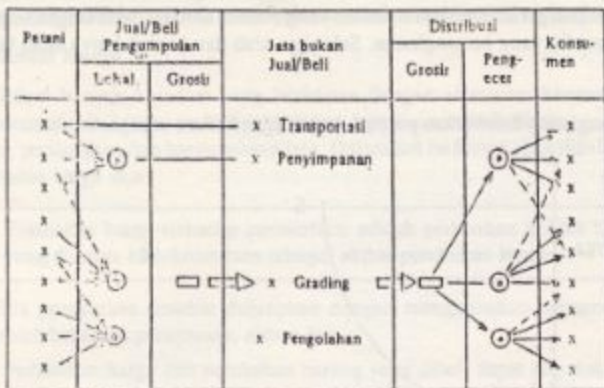 Petani
Jual/Beli
Pengumpulan
Lokal
Grosir
Jasa bukan
Jual/Beli
Distribusi
Grosir
Peng-
ecer
Konsu-
men
x
x
x
x
x
x
x
x
x
x
Transportasi
x Penyimpanan
x Grading
x Pengolahan
x
x
x
x
x
x
x
x
x
x